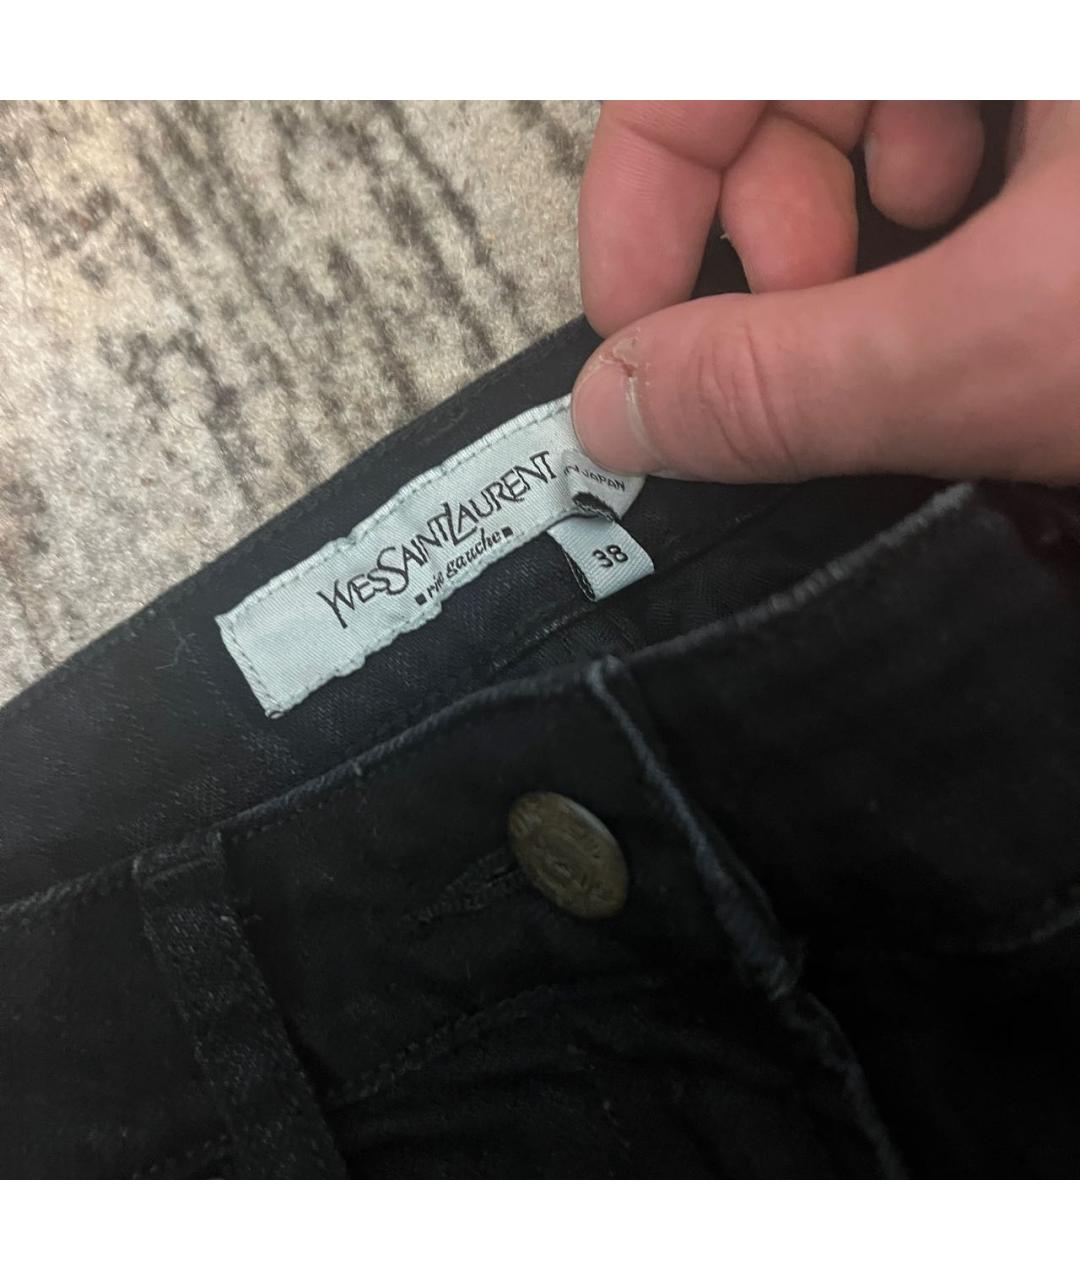 YVESSAINTLAURENT
rive gauche
N JAPAN
38